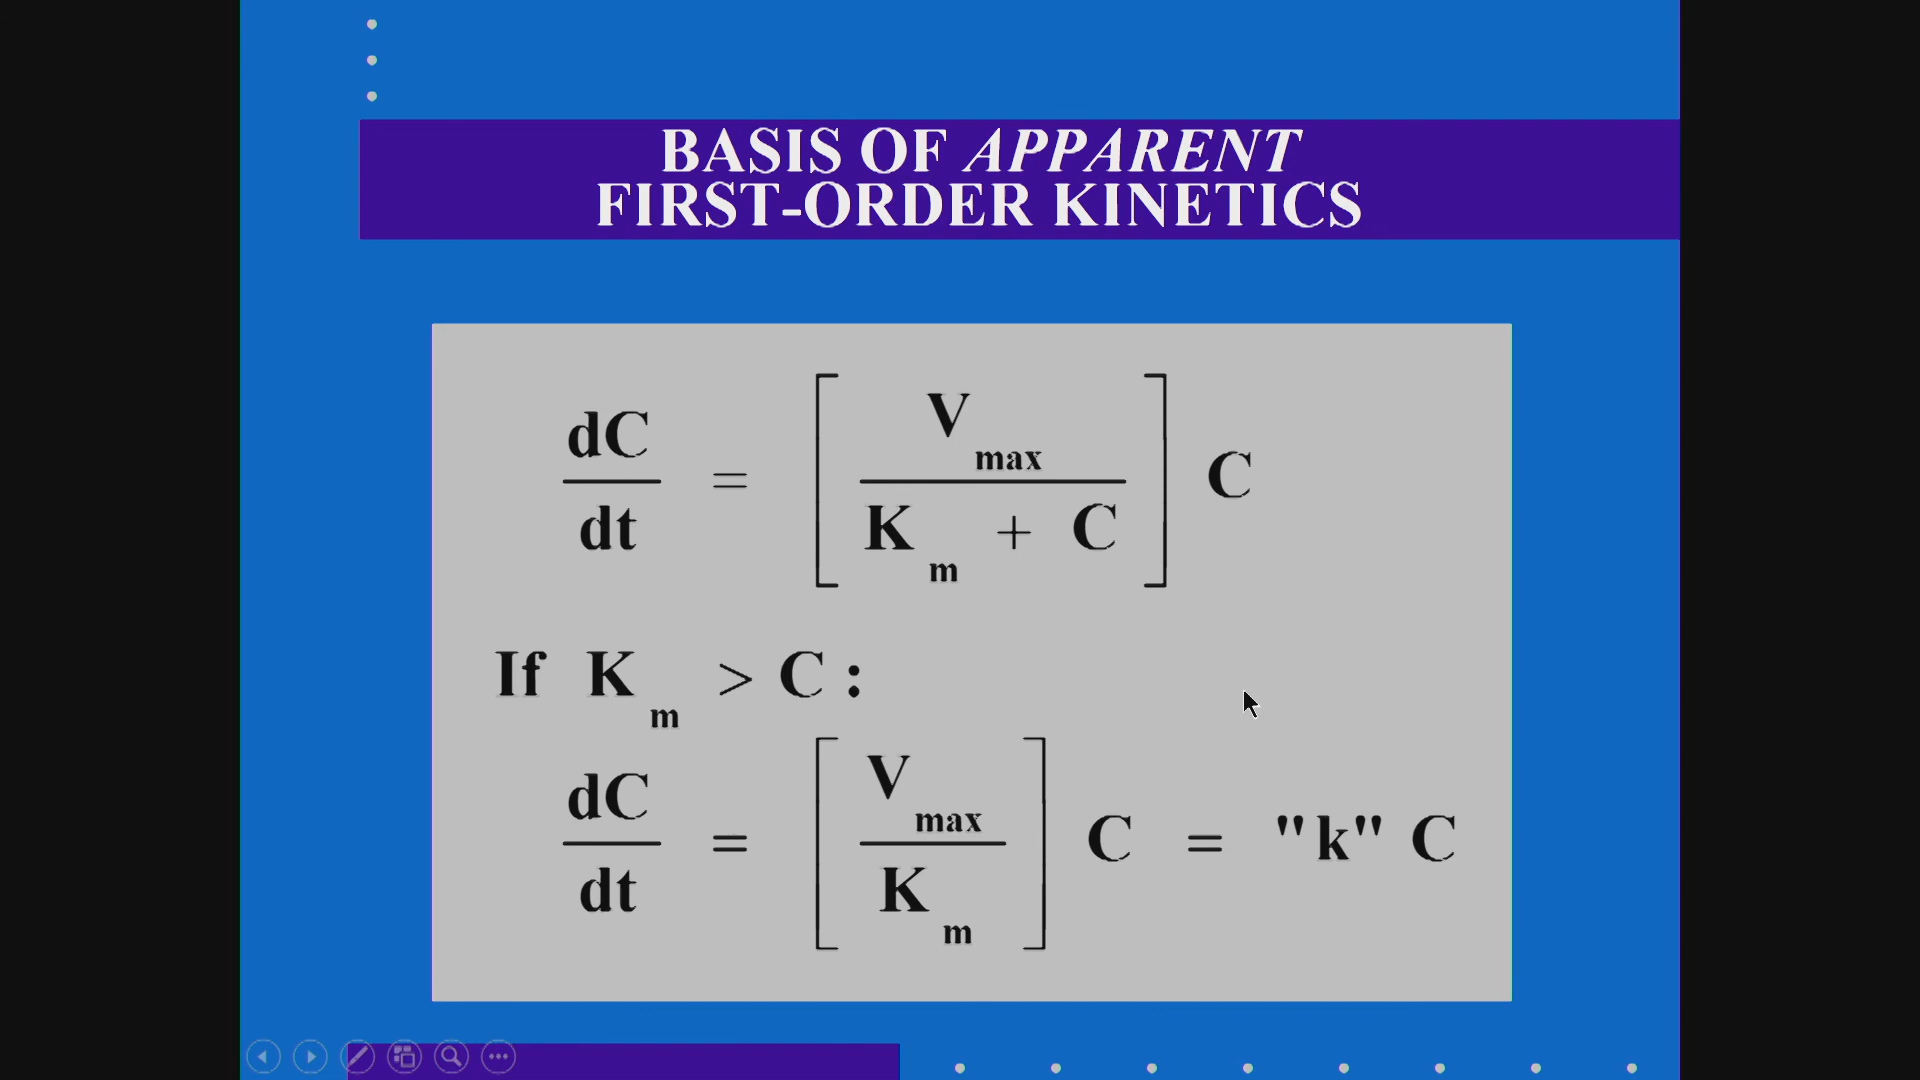 BASIS OF APPARENT
FIRST-ORDER KINETICS
dC/dt = [ Vmax / (Km + C) ] C
If Km > C :
dC/dt = [ Vmax / Km ] C = "k" C